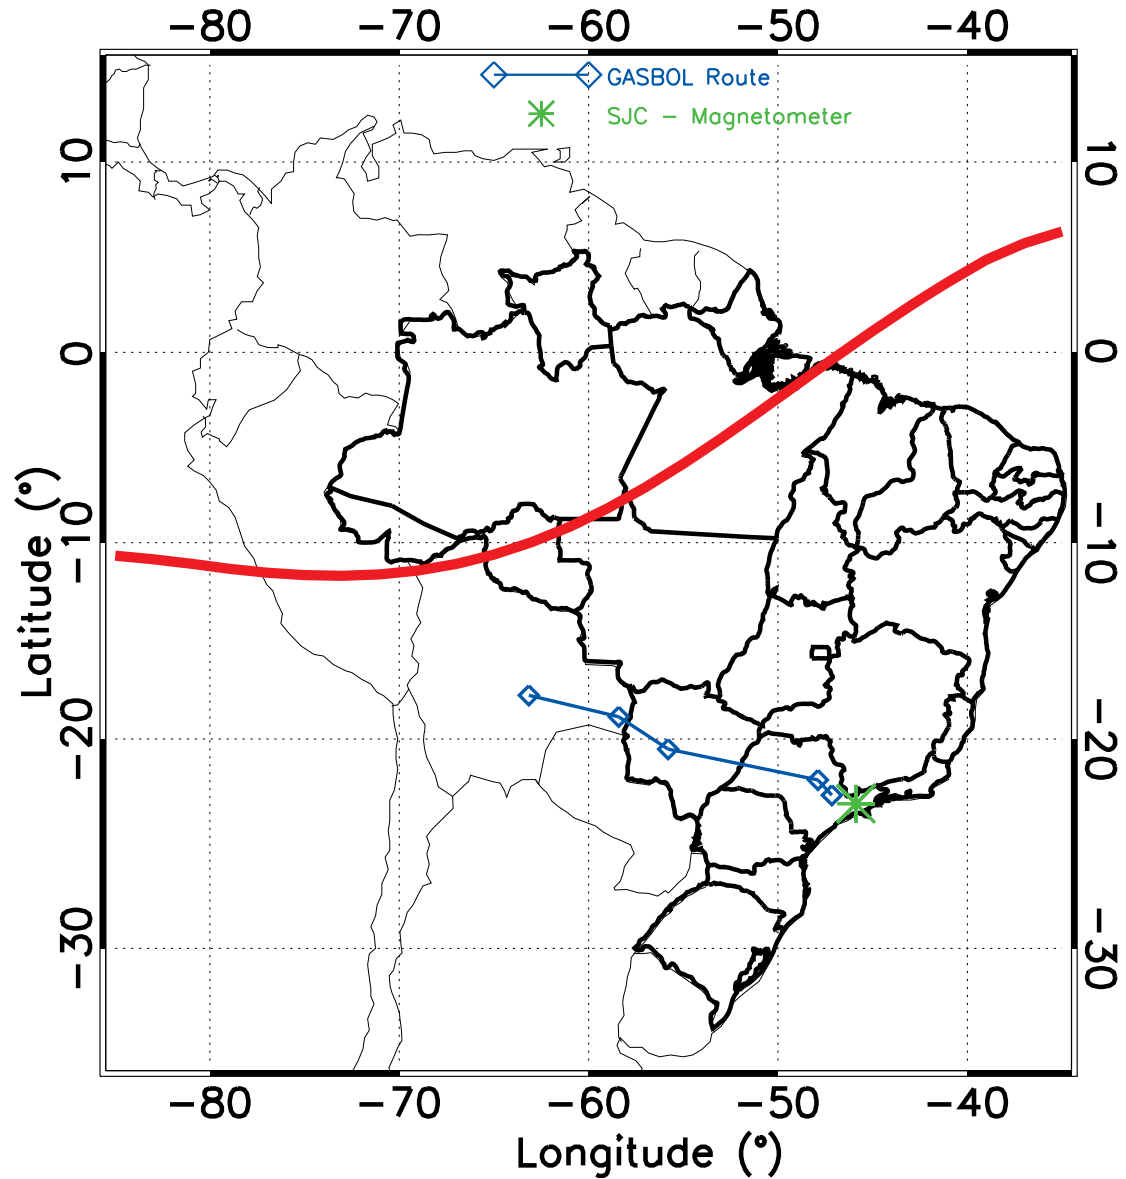 −80 −70 −60 −50 −40
GASBOL Route
SJC − Magnetometer
10 10
0 0
−10 −10
−20 −20
−30 −30
Latitude (°)
−80 −70 −60 −50 −40
Longitude (°)